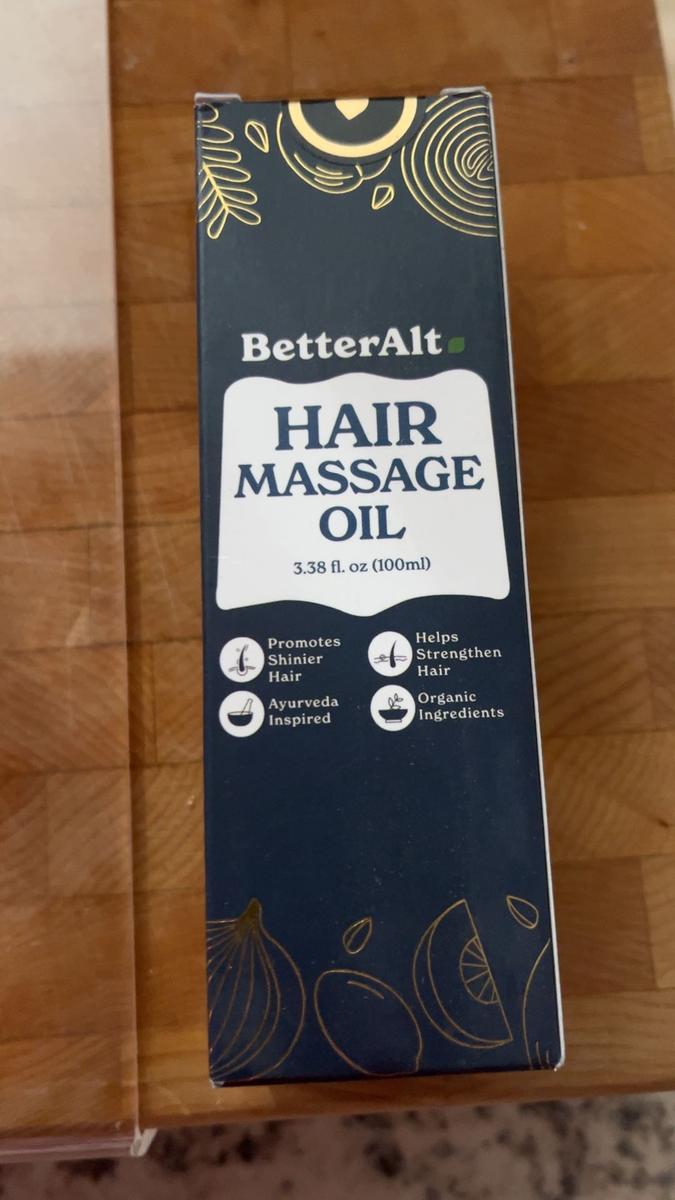 BetterAlt
HAIR
MASSAGE
OIL
3.38 fl. oz (100ml)
Promotes
Shinier
Hair
Helps
Strengthen
Hair
Ayurveda
Inspired
Organic
Ingredients